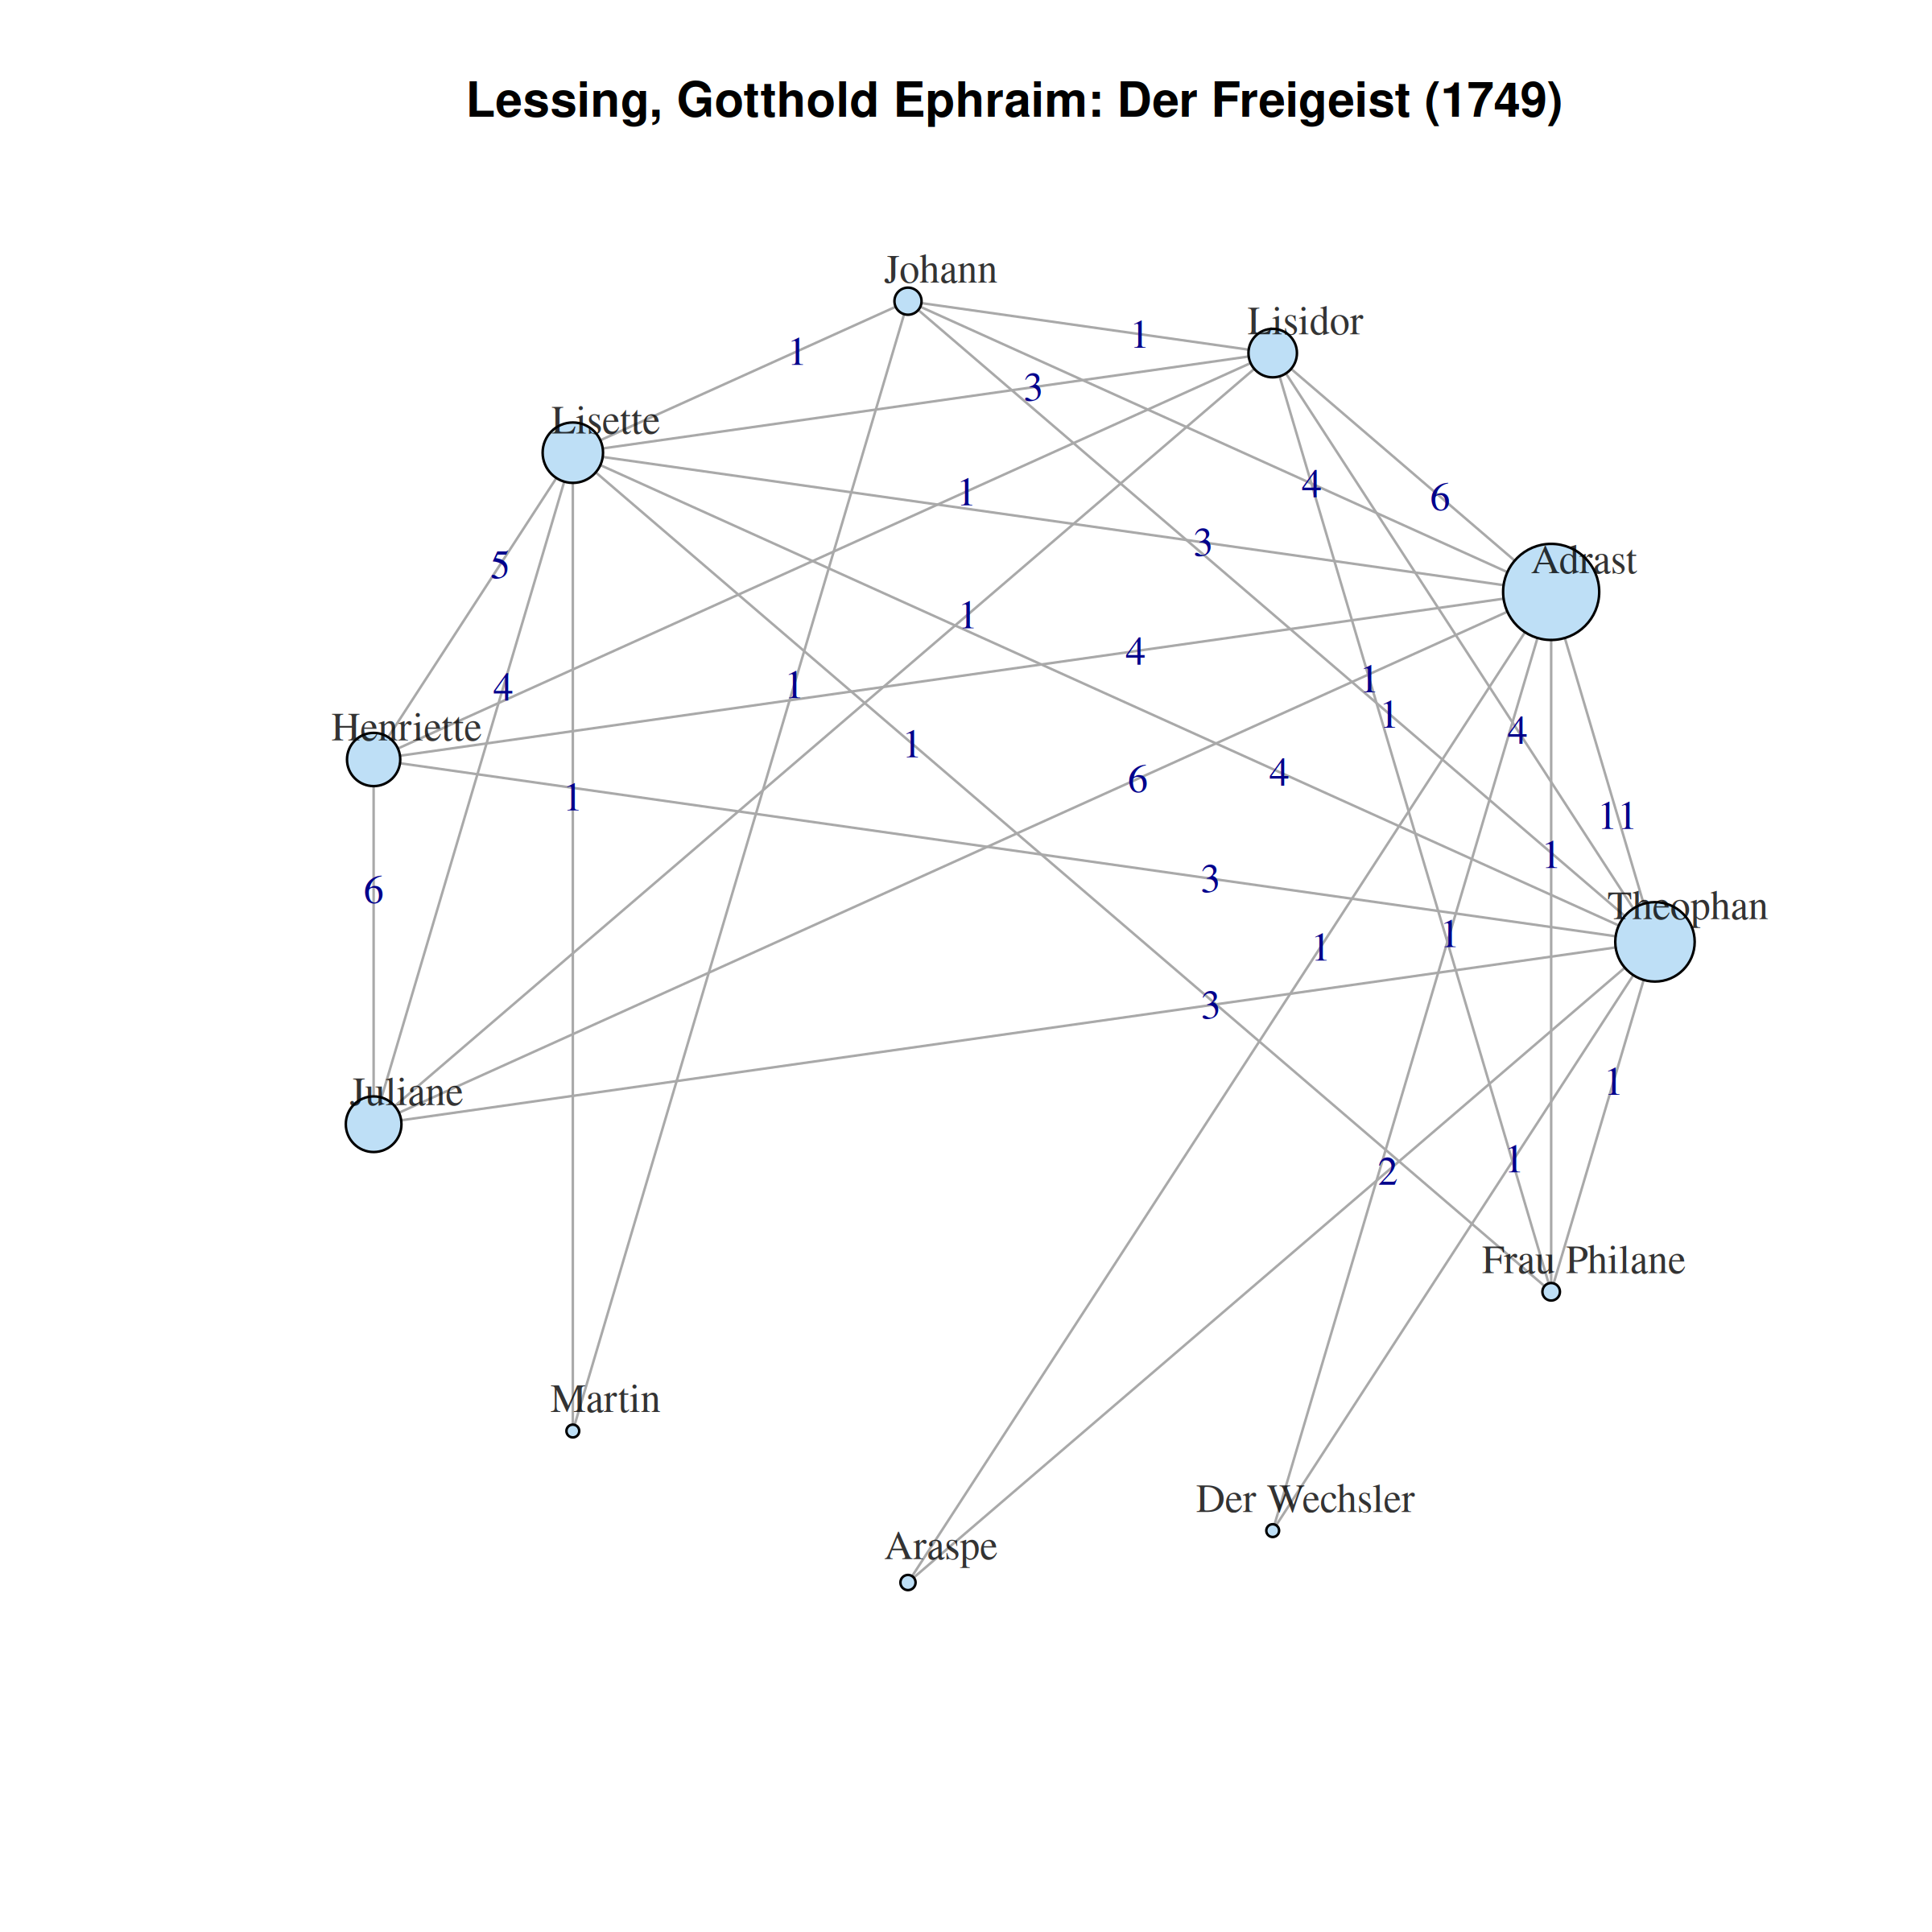 Lessing, Gotthold Ephraim: Der Freigeist (1749)
Johann
Lisidor
1
1
3
Lisette
4
6
1
3
Adrast
5
1
4
1
4
1
1
Henriette
4
1
4
6
1
11
1
6
3
Theophan
1
1
3
1
Juliane
1
2
Frau Philane
Martin
Der Wechsler
Araspe